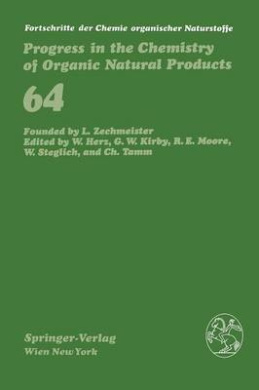 Fortschritte der Chemie organischer Naturstoffe
Progress in the Chemistry
of Organic Natural Products
64
Founded by L. Zechmeister
Edited by W. Herz, G. W. Kirby, R. E. Moore,
W. Steglich, and Ch. Tamm
Springer-Verlag
Wien New York